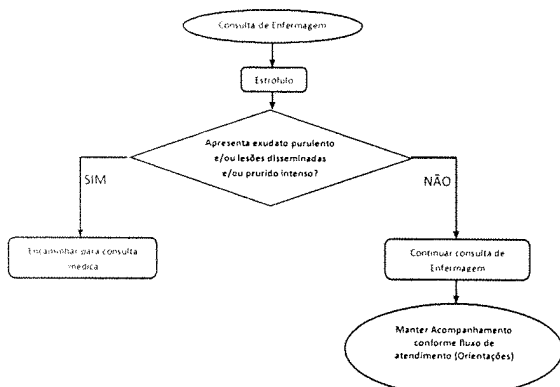 Consulta de Enfermagem
Estrófulo
Apresenta exudato purulento
e/ou lesões disseminadas
e/ou prurido intenso?
SIM
NÃO
Encaminhar para consulta
médica
Continuar consulta de
Enfermagem
Manter Acompanhamento
conforme fluxo de
atendimento (Orientações)